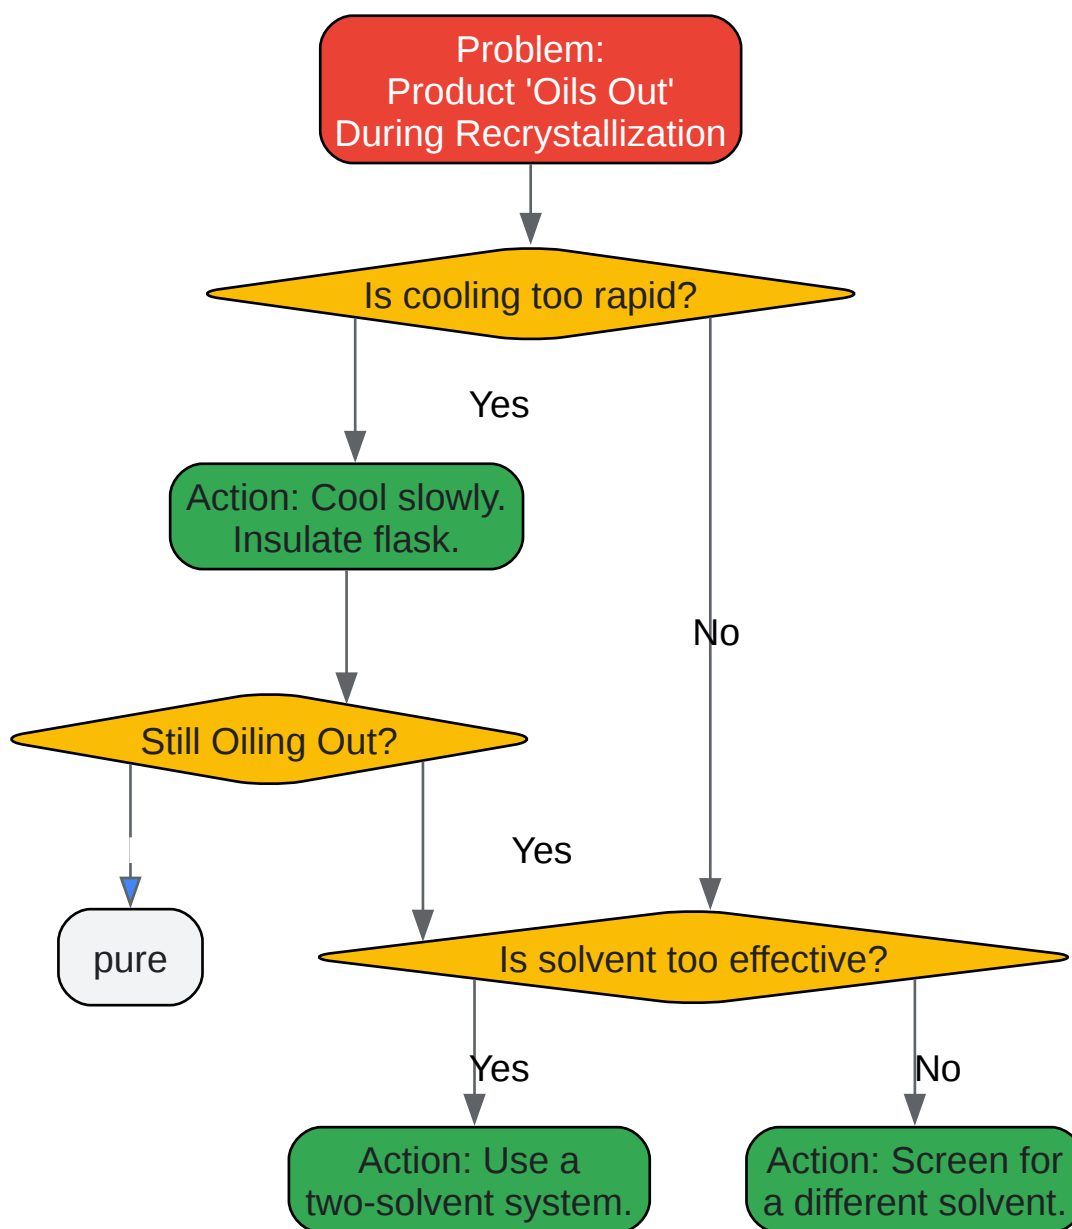 Problem:
Product 'Oils Out'
During Recrystallization
Is cooling too rapid?
Yes
Action: Cool slowly.
Insulate flask.
No
Still Oiling Out?
Yes
pure
Is solvent too effective?
Yes
No
Action: Use a
two-solvent system.
Action: Screen for
a different solvent.